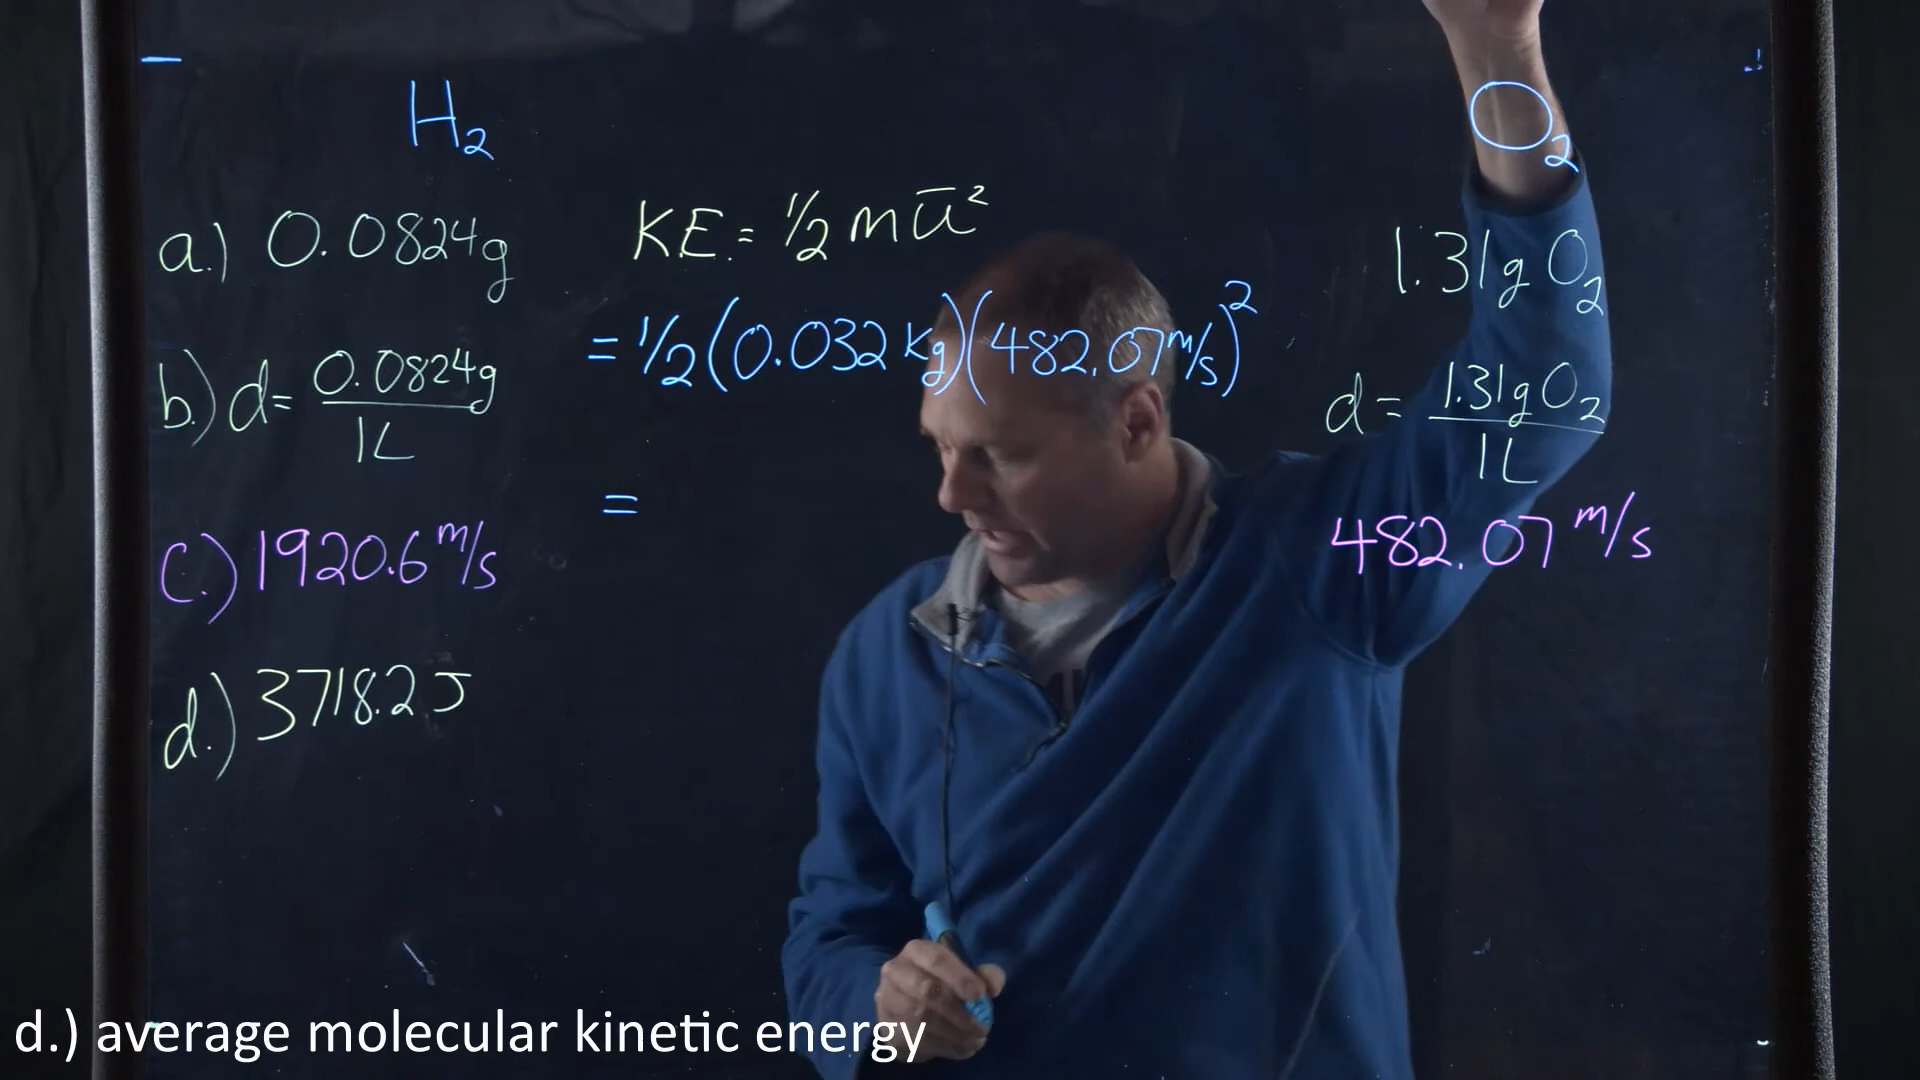 H₂
O₂
a.) 0.0824g
KE = ½ m ū²
1.31g O₂
= ½ (0.032 Kg)(482.07 m/s)²
b.) d = 0.0824g / 1L
d = 1.31g O₂ / 1L
=
c.) 1920.6 m/s
482.07 m/s
d.) 3718.2 J
d.) average molecular kinetic energy